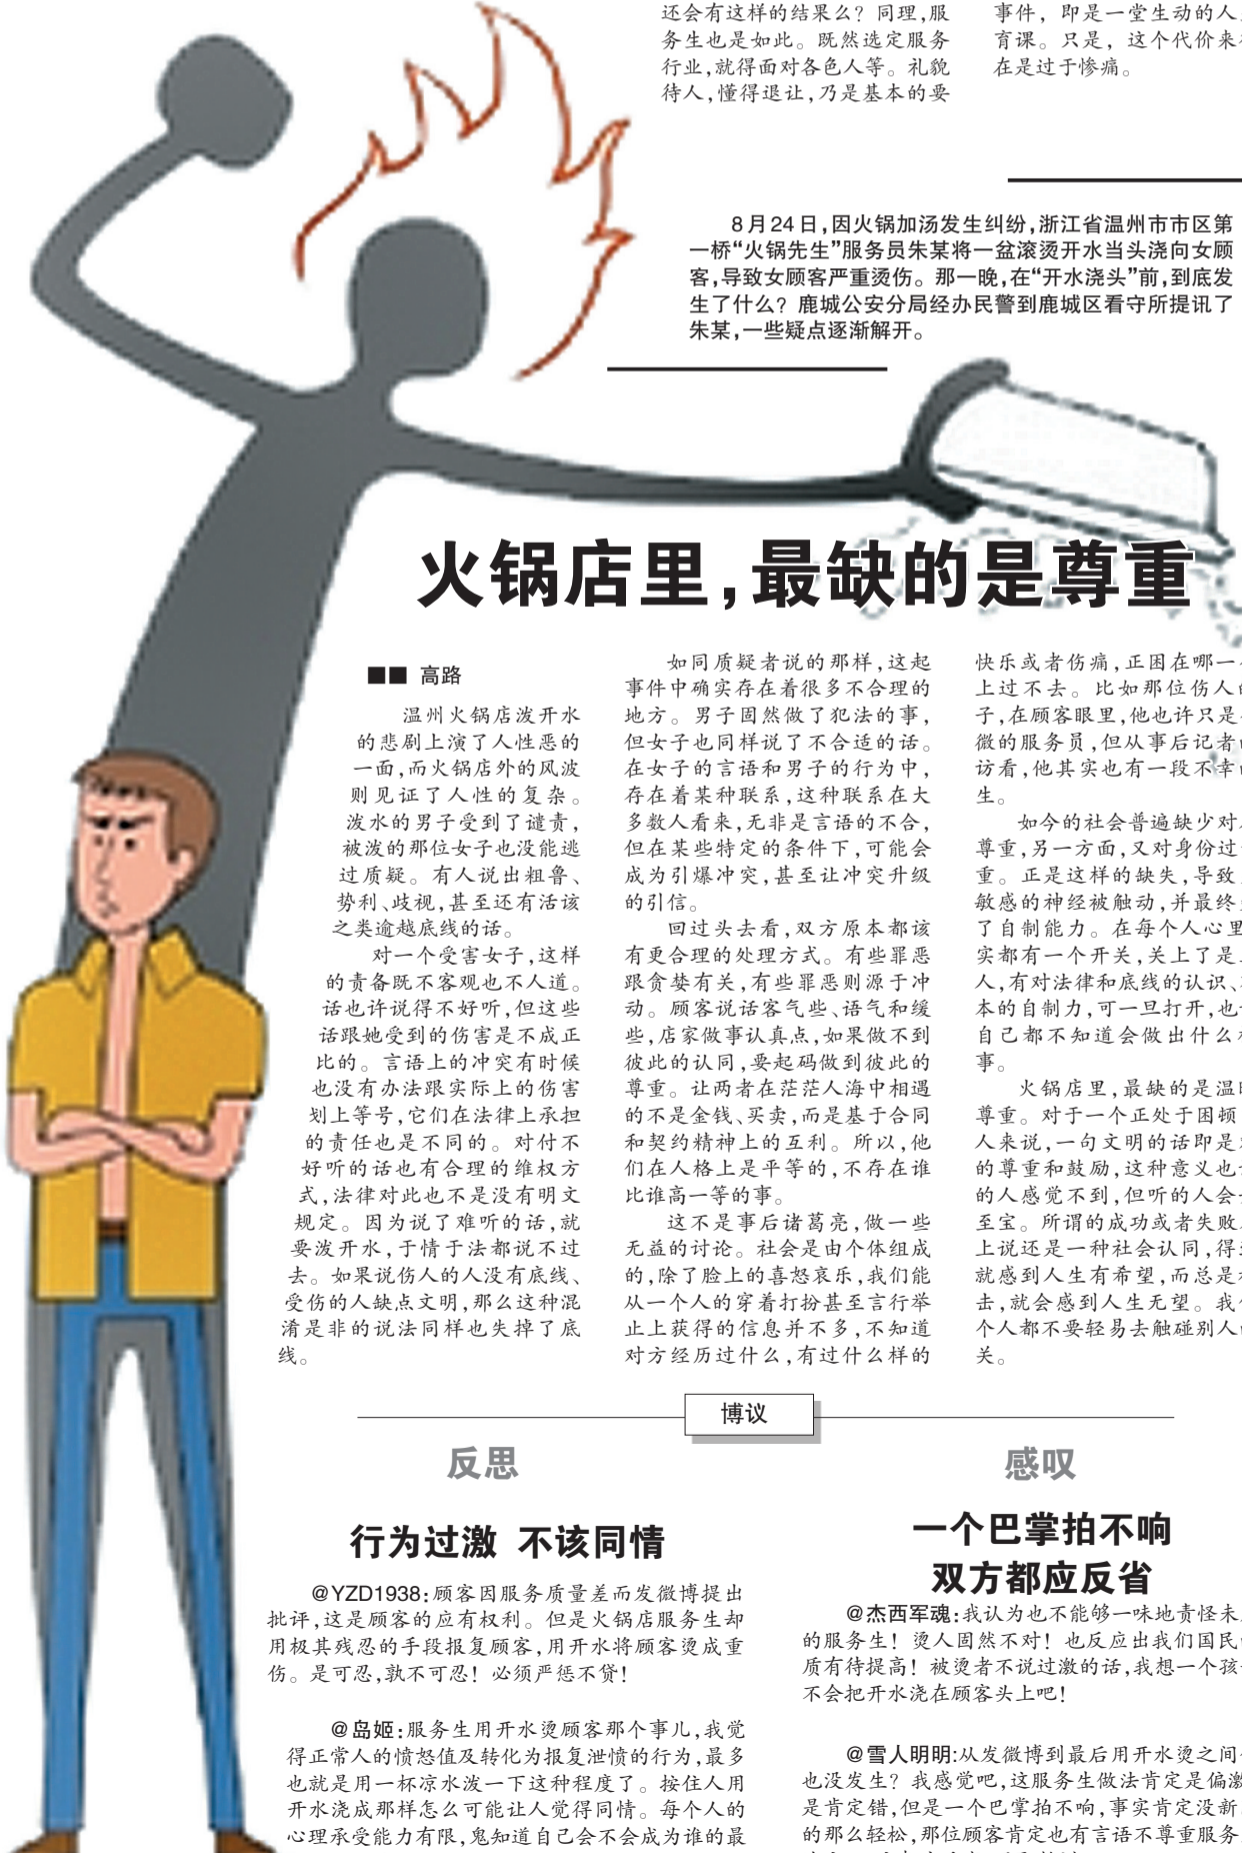 还会有这样的结果么？同理,服
务生也是如此。既然选定服务
行业,就得面对各色人等。礼貌
待人,懂得退让,乃是基本的要
事件，即是一堂生动的人
育课。只是，这个代价来
在是过于惨痛。
8月24日,因火锅加汤发生纠纷,浙江省温州市市区第
一桥“火锅先生”服务员朱某将一盆滚烫开水当头浇向女顾
客,导致女顾客严重烫伤。那一晚,在“开水浇头”前,到底发
生了什么？鹿城公安分局经办民警到鹿城区看守所提讯了
朱某,一些疑点逐渐解开。
火锅店里,最缺的是尊重
■■ 高路
温州火锅店泼开水
的悲剧上演了人性恶的
一面,而火锅店外的风波
则见证了人性的复杂。
泼水的男子受到了谴责,
被泼的那位女子也没能逃
过质疑。有人说出粗鲁、
势利、歧视,甚至还有活该
之类逾越底线的话。
对一个受害女子,这样
的责备既不客观也不人道。
话也许说得不好听,但这些
话跟她受到的伤害是不成正
比的。言语上的冲突有时候
也没有办法跟实际上的伤害
划上等号,它们在法律上承担
的责任也是不同的。对付不
好听的话也有合理的维权方
式,法律对此也不是没有明文
规定。因为说了难听的话,就
要泼开水,于情于法都说不过
去。如果说伤人的人没有底线、
受伤的人缺点文明,那么这种混
淆是非的说法同样也失掉了底
线。
如同质疑者说的那样,这起
事件中确实存在着很多不合理的
地方。男子固然做了犯法的事,
但女子也同样说了不合适的话。
在女子的言语和男子的行为中,
存在着某种联系,这种联系在大
多数人看来,无非是言语的不合,
但在某些特定的条件下,可能会
成为引爆冲突,甚至让冲突升级
的引信。
回过头去看,双方原本都该
有更合理的处理方式。有些罪恶
跟贪婪有关,有些罪恶则源于冲
动。顾客说话客气些、语气和缓
些,店家做事认真点,如果做不到
彼此的认同,要起码做到彼此的
尊重。让两者在茫茫人海中相遇
的不是金钱、买卖,而是基于合同
和契约精神上的互利。所以,他
们在人格上是平等的,不存在谁
比谁高一等的事。
这不是事后诸葛亮,做一些
无益的讨论。社会是由个体组成
的,除了脸上的喜怒哀乐,我们能
从一个人的穿着打扮甚至言行举
止上获得的信息并不多,不知道
对方经历过什么,有过什么样的
快乐或者伤痛,正困在哪一
上过不去。比如那位伤人的
子,在顾客眼里,他也许只是
微的服务员,但从事后记者
访看,他其实也有一段不幸
生。
如今的社会普遍缺少对
尊重,另一方面,又对身份过
重。正是这样的缺失,导致
敏感的神经被触动,并最终
了自制能力。在每个人心里
实都有一个开关,关上了是
人,有对法律和底线的认识、
本的自制力,可一旦打开,也
自己都不知道会做出什么
事。
火锅店里,最缺的是温
尊重。对于一个正处于困顿
人来说,一句文明的话即是
的尊重和鼓励,这种意义也
的人感觉不到,但听的人会
至宝。所谓的成功或者失败
上说还是一种社会认同,得
就感到人生有希望,而总是
击,就会感到人生无望。我
个人都不要轻易去触碰别人
关。
博议
反思
行为过激 不该同情
@YZD1938:顾客因服务质量差而发微博提出
批评,这是顾客的应有权利。但是火锅店服务生却
用极其残忍的手段报复顾客,用开水将顾客烫成重
伤。是可忍,孰不可忍！必须严惩不贷！
@岛姬:服务生用开水烫顾客那个事儿,我觉
得正常人的愤怒值及转化为报复泄愤的行为,最多
也就是用一杯凉水泼一下这种程度了。按住人用
开水浇成那样怎么可能让人觉得同情。每个人的
心理承受能力有限,鬼知道自己会不会成为谁的最
感叹
一个巴掌拍不响
双方都应反省
@杰西军魂:我认为也不能够一味地责怪未
的服务生！烫人固然不对！也反应出我们国民
质有待提高！被烫者不说过激的话,我想一个孩
不会把开水浇在顾客头上吧！
@雪人明明:从发微博到最后用开水烫之间
也没发生？我感觉吧,这服务生做法肯定是偏激
是肯定错,但是一个巴掌拍不响,事实肯定没新
的那么轻松,那位顾客肯定也有言语不尊重服务